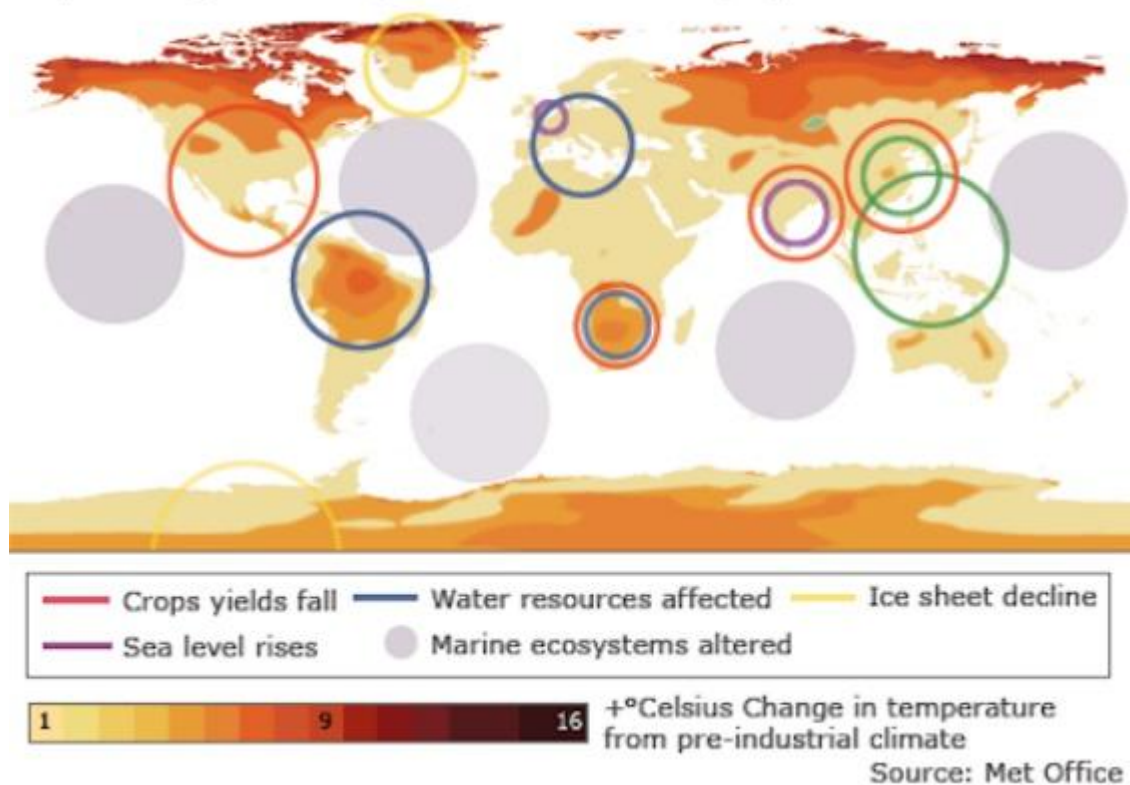 Crops yields fall
Water resources affected
Ice sheet decline
Sea level rises
Marine ecosystems altered
1 9 16
+°Celsius Change in temperature
from pre-industrial climate
Source: Met Office